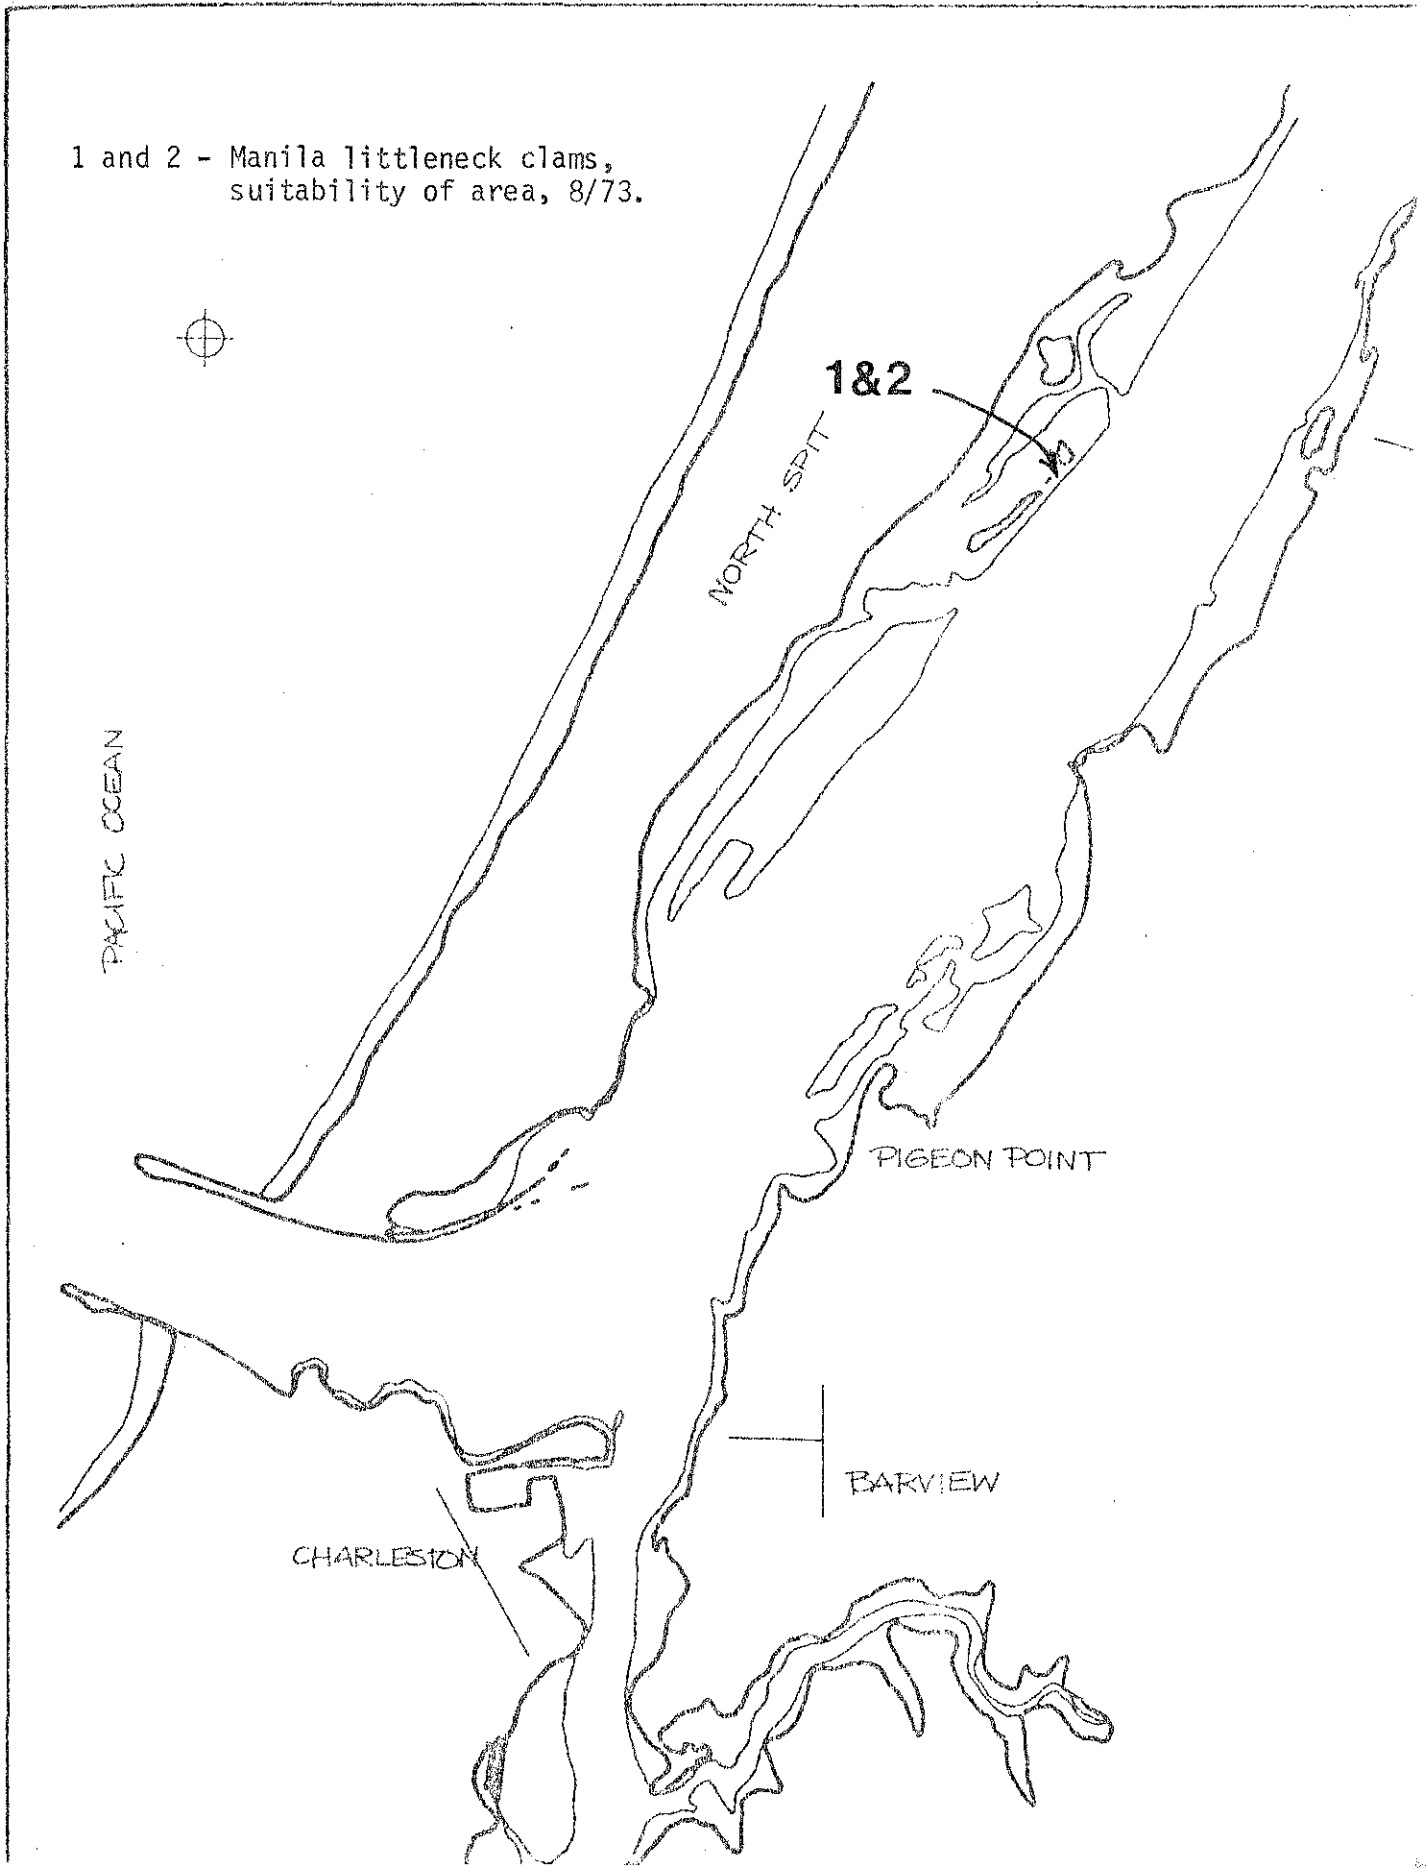 1 and 2 - Manila littleneck clams,
suitability of area, 8/73.
1&2
NORTH SPIT
PACIFIC OCEAN
PIGEON POINT
BARVIEW
CHARLESTON